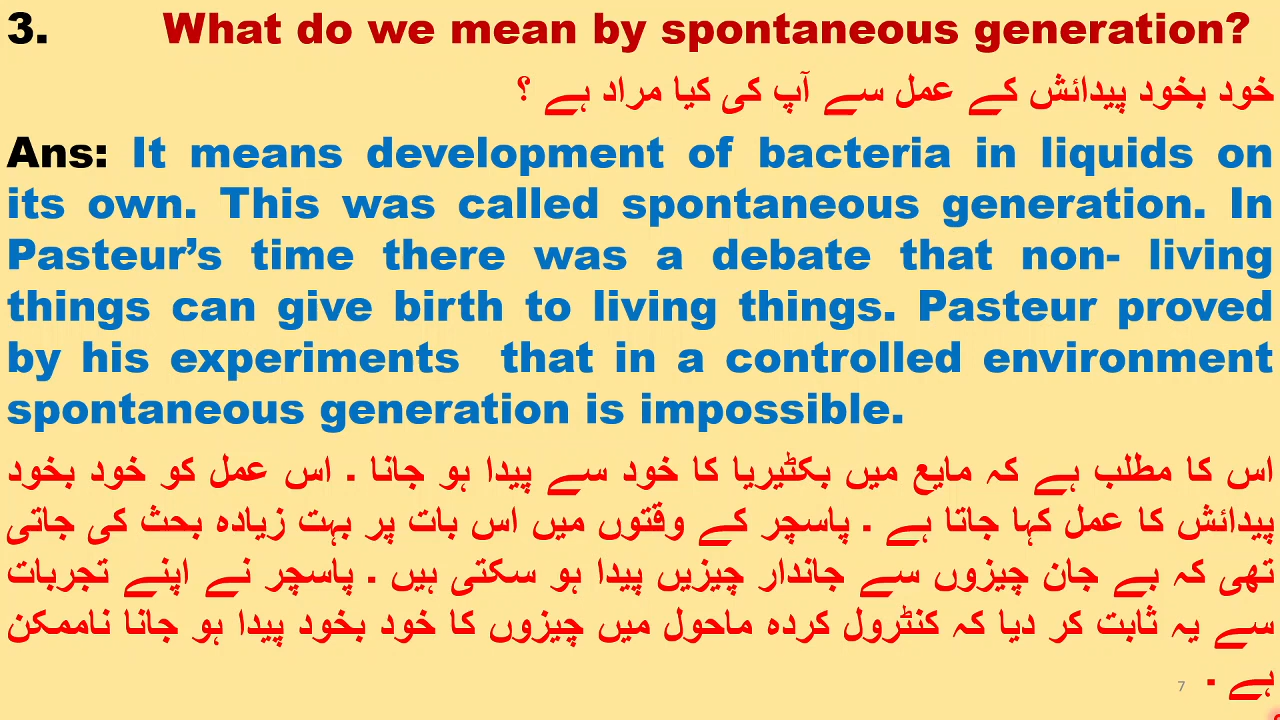 3. What do we mean by spontaneous generation?
خود بخود پیدائش کے عمل سے آپ کی کیا مراد ہے ؟
Ans: It means development of bacteria in liquids on
its own. This was called spontaneous generation. In
Pasteur’s time there was a debate that non- living
things can give birth to living things. Pasteur proved
by his experiments that in a controlled environment
spontaneous generation is impossible.
اس کا مطلب ہے کہ مایع میں بکٹیریا کا خود سے پیدا ہو جانا ۔ اس عمل کو خود بخود
پیدائش کا عمل کہا جاتا ہے ۔ پاسچر کے وقتوں میں اس بات پر بہت زیادہ بحث کی جاتی
تھی کہ بے جان چیزوں سے جاندار چیزیں پیدا ہو سکتی ہیں ۔ پاسچر نے اپنے تجربات
سے یہ ثابت کر دیا کہ کنٹرول کردہ ماحول میں چیزوں کا خود بخود پیدا ہو جانا ناممکن
ہے ۔
7